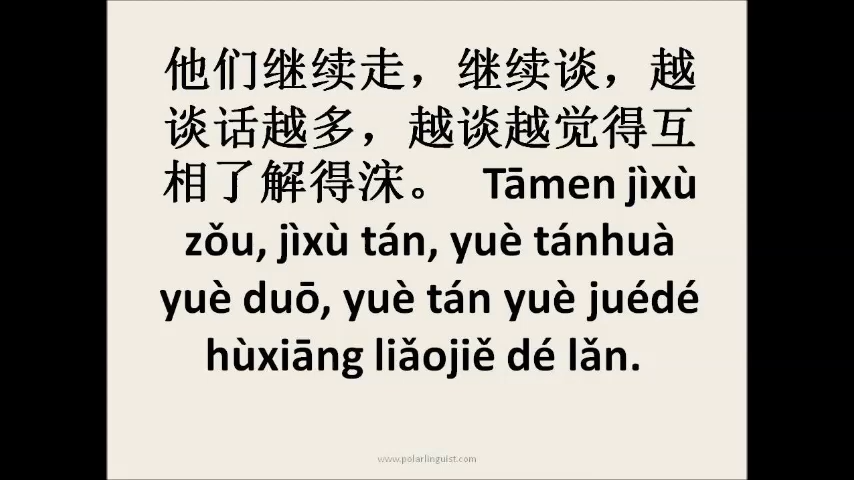 他们继续走，继续谈，越
谈话越多，越谈越觉得互
相了解得浨。 Tāmen jìxù
zǒu, jìxù tán, yuè tánhuà
yuè duō, yuè tán yuè juédé
hùxiāng liǎojiě dé lǎn.
www.polarlinguist.com